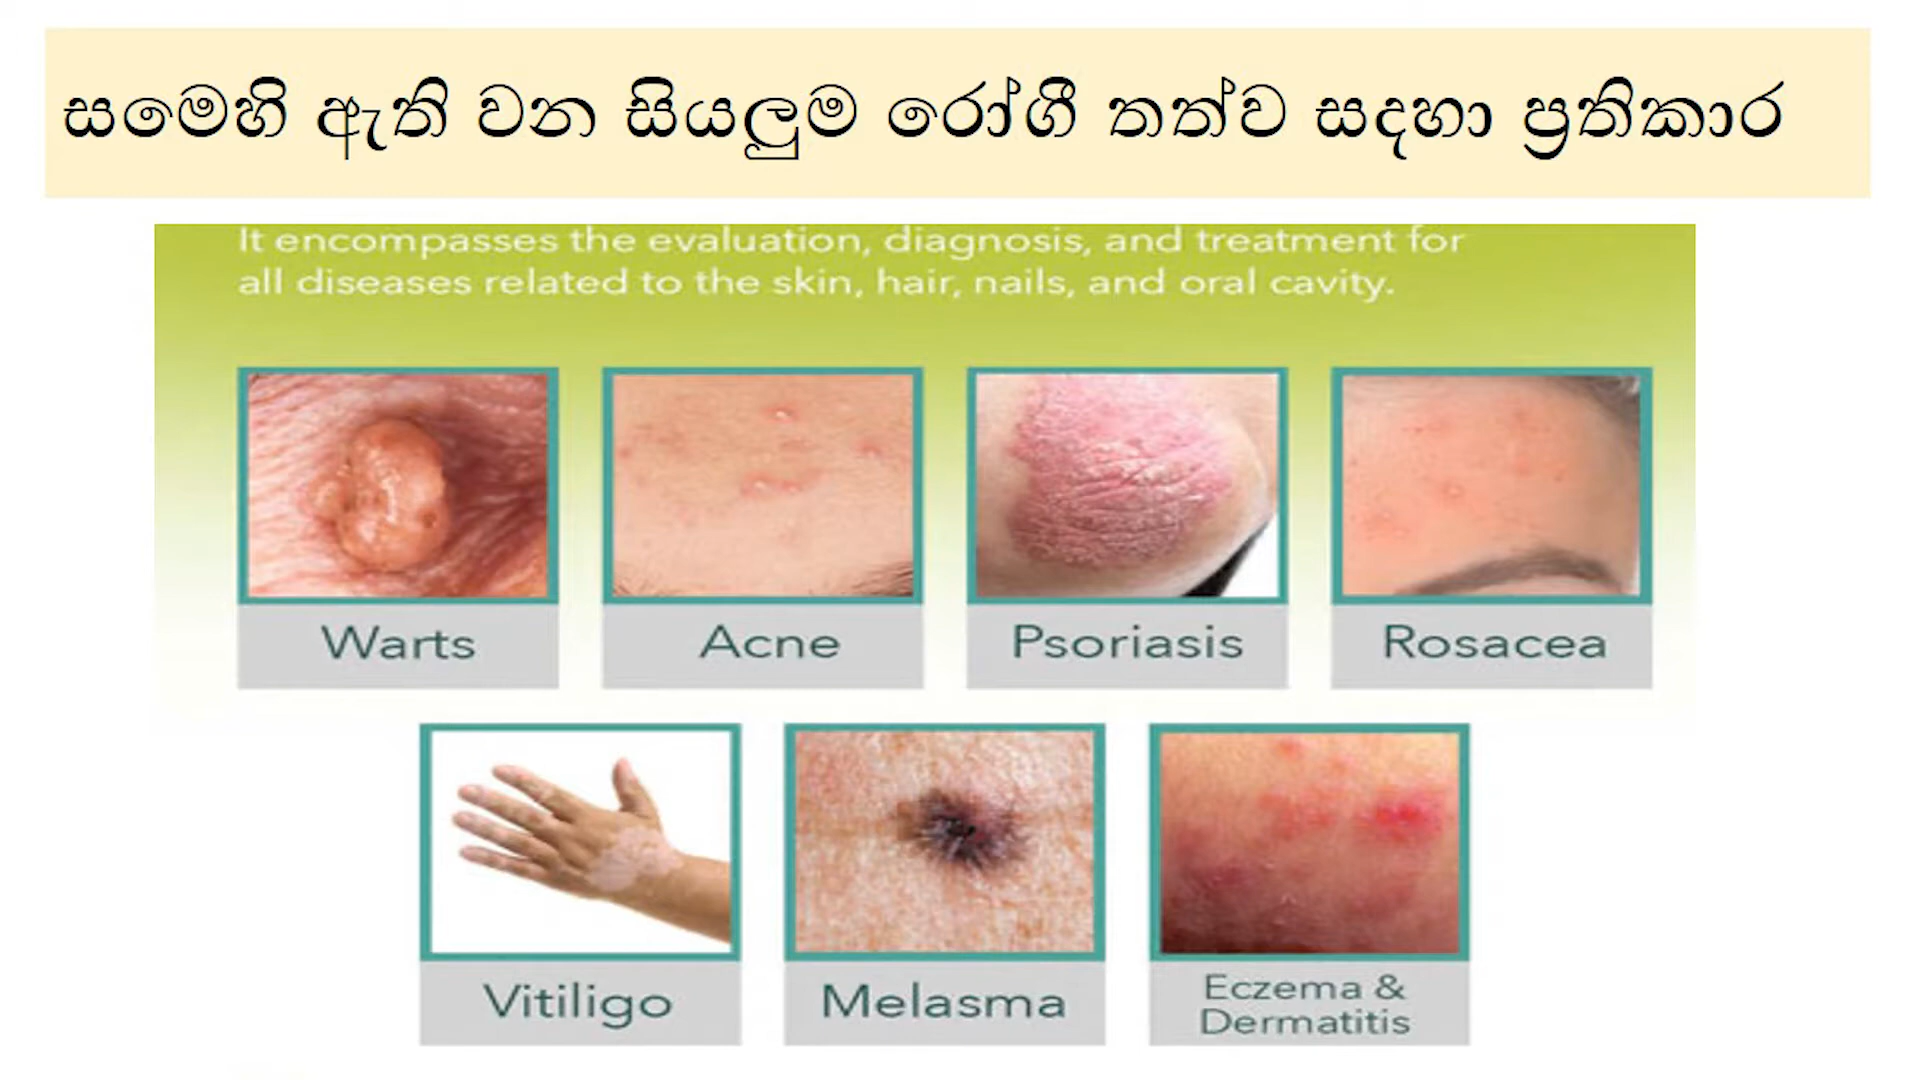 සමෙහි ඇති වන සියලුම රෝගී තත්ව සදහා ප්‍රතිකාර
It encompasses the evaluation, diagnosis, and treatment for
all diseases related to the skin, hair, nails, and oral cavity.
Warts
Acne
Psoriasis
Rosacea
Vitiligo
Melasma
Eczema &
Dermatitis